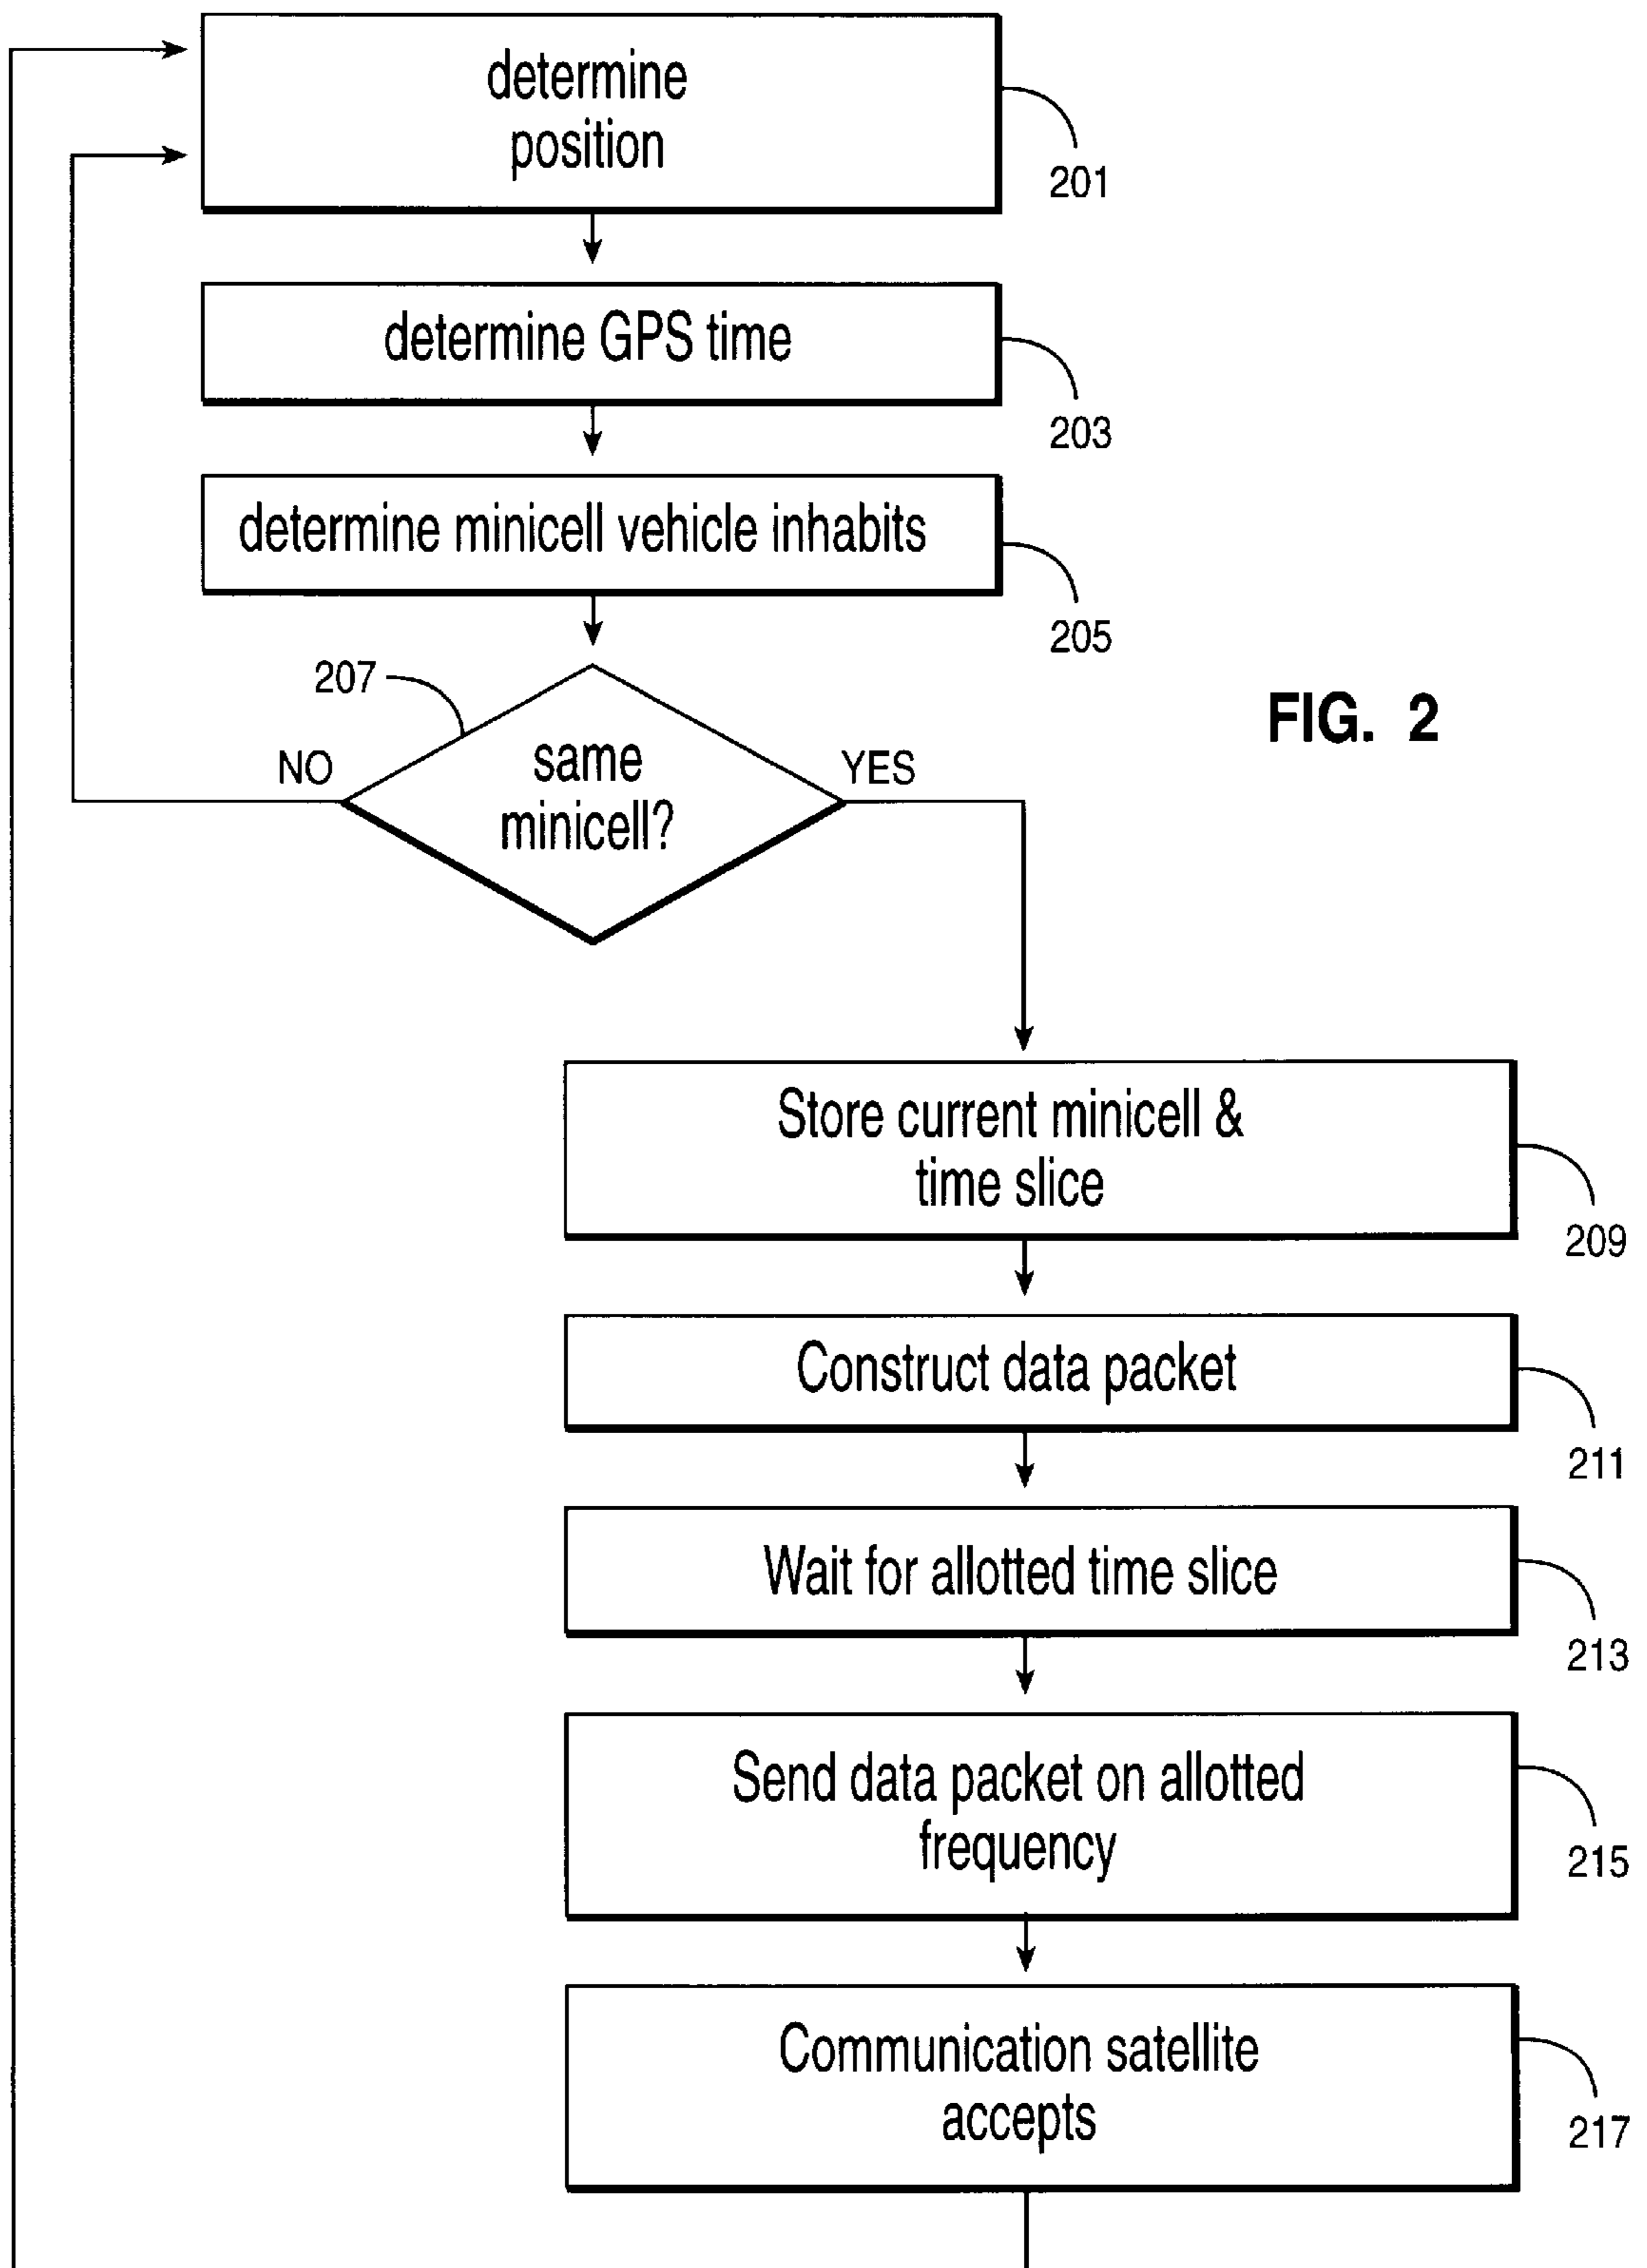 determine
position
201
determine GPS time
203
determine minicell vehicle inhabits
205
207
NO
same
minicell?
YES
FIG. 2
Store current minicell &
time slice
209
Construct data packet
211
Wait for allotted time slice
213
Send data packet on allotted
frequency
215
Communication satellite
accepts
217